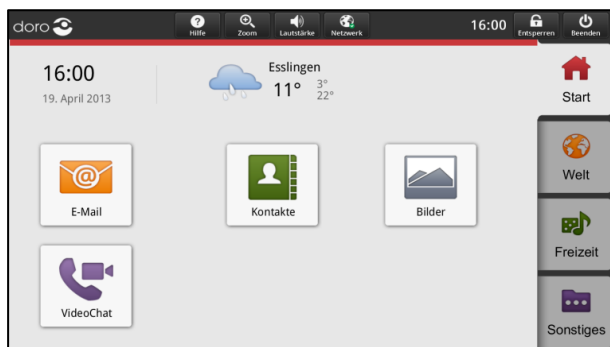 doro
Hilfe
Zoom
Lautstärke
Netzwerk
16:00
Entsperren
Beenden
16:00
19. April 2013
Esslingen
11°
3°
22°
Start
Welt
Freizeit
Sonstiges
E-Mail
Kontakte
Bilder
VideoChat